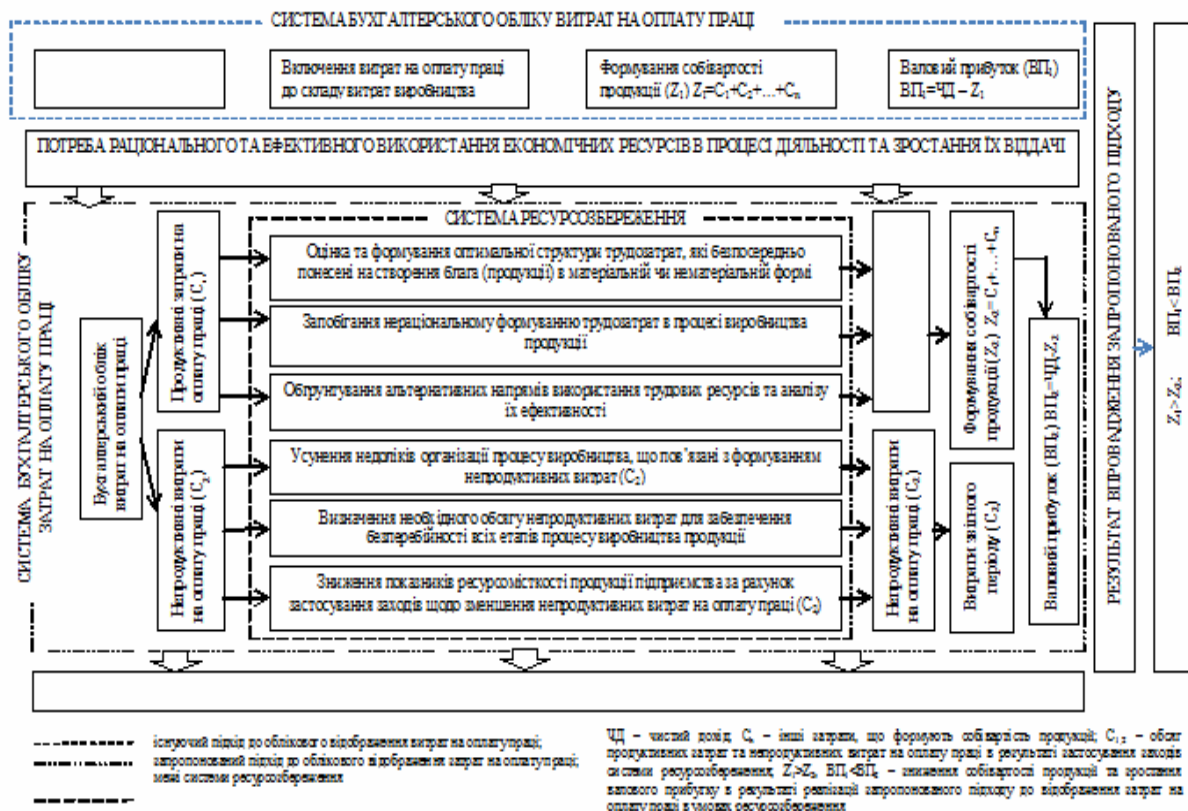 СИСТЕМА БУХГАЛТЕРСЬКОГО ОБЛІКУ ВИТРАТ НА ОПЛАТУ ПРАЦІ
Включення витрат на оплату праці
до складу витрат виробництва
Формування собівартості
продукції (Z₁) Z₁=C₁+C₂+…+Cₙ
Валовий прибуток (ВП₁)
ВП₁=ЧД – Z₁
ПОТРЕБА РАЦІОНАЛЬНОГО ТА ЕФЕКТИВНОГО ВИКОРИСТАННЯ ЕКОНОМІЧНИХ РЕСУРСІВ В ПРОЦЕСІ ДІЯЛЬНОСТІ ТА ЗРОСТАННЯ ЇХ ВІДДАЧІ
СИСТЕМА БУХГАЛТЕРСЬКОГО ОБЛІКУ
ЗАТРАТ НА ОПЛАТУ ПРАЦІ
Бухгалтерський облік
витрат на оплати праці
Продуктивні затрати на
оплату праці (C₁)
Непродуктивні витрати
на оплату праці (C₂)
СИСТЕМА РЕСУРСОЗБЕРЕЖЕННЯ
Оцінка та формування оптимальної структури трудозатрат, які безпосередньо
понесені на створення блага (продукції) в матеріальній чи нематеріальній формі
Запобігання нераціональному формуванню трудозатрат в процесі виробництва
продукції
Обґрунтування альтернативних напрямів використання трудових ресурсів та аналізу
їх ефективності
Усунення недоліків організації процесу виробництва, що пов’язані з формуванням
непродуктивних витрат (C₂)
Визначення необхідного обсягу непродуктивних витрат для забезпечення
безперебійності всіх етапів процесу виробництва продукції
Зниження показників ресурсомісткості продукції підприємства за рахунок
застосування заходів щодо зменшення непродуктивних витрат на оплату праці (C₂)
Непродуктивні витрати
на оплату праці (C₂)
Формування собівартості
продукції (Z₂) Z₂=C₁+…+Cₙ
Витрати звітного
періоду (C₂)
Валовий прибуток (ВП₂) ВП₂=ЧД-Z₂
РЕЗУЛЬТАТ ВПРОВАДЖЕННЯ ЗАПРОПОНОВАНОГО ПІДХОДУ
Z₁>Z₂; ВП₁<ВП₂
існуючий підхід до облікового відображення витрат на оплату праці;
запропонований підхід до облікового відображення затрат на оплату праці;
межі системи ресурсозбереження
ЧД – чистий дохід, Cₙ – інші затрати, що формують собівартість продукції; C₁,₂ – обсяг
продуктивних затрат та непродуктивних витрат на оплату праці в результаті застосування заходів
системи ресурсозбереження; Z₁>Z₂, ВП₁<ВП₂ – зниження собівартості продукції та зростання
валового прибутку в результаті реалізації запропонованого підходу до відображення затрат на
оплату праці в умовах ресурсозбереження